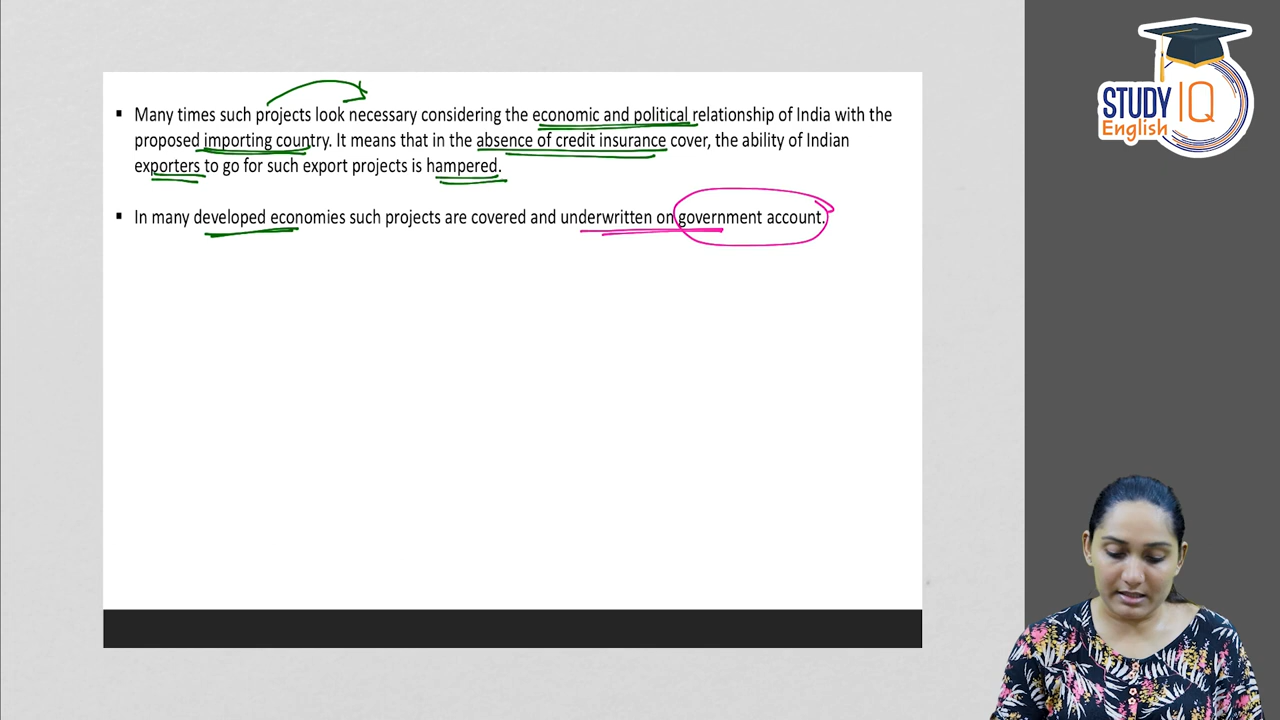 Many times such projects look necessary considering the economic and political relationship of India with the
proposed importing country. It means that in the absence of credit insurance cover, the ability of Indian
exporters to go for such export projects is hampered.
In many developed economies such projects are covered and underwritten on government account.
STUDY IQ
English